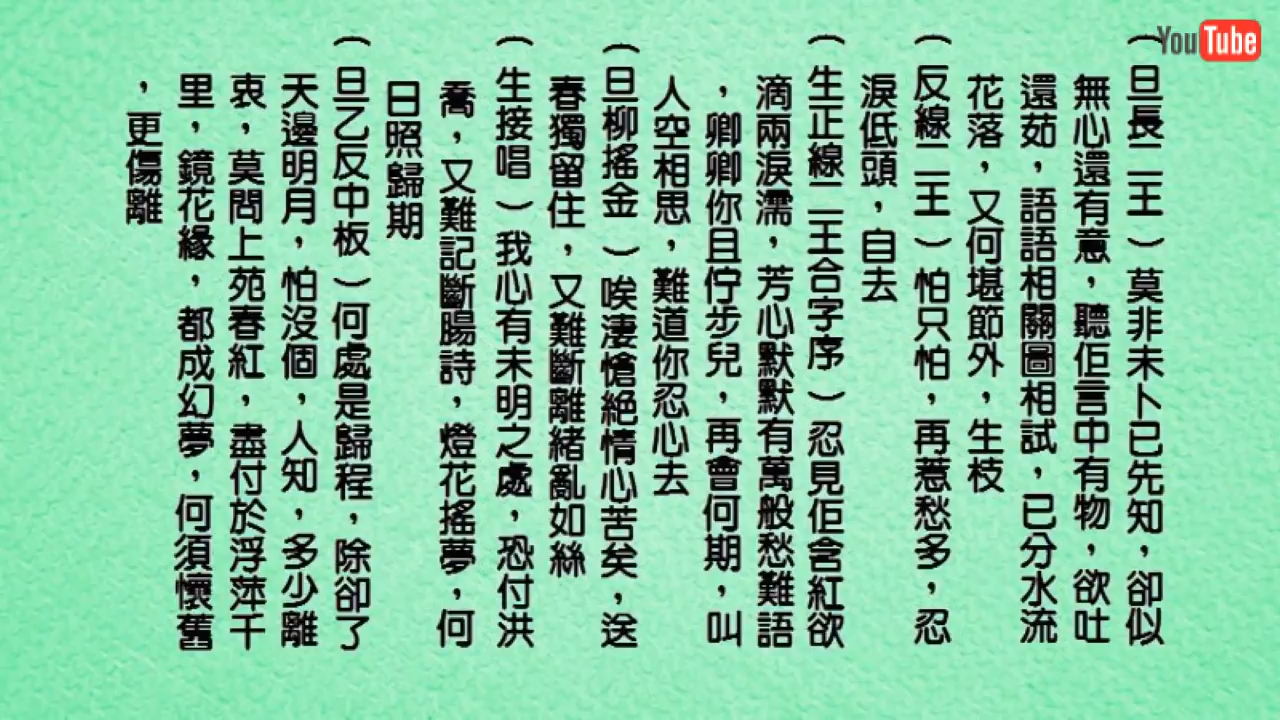 YouTube
（旦長二王）莫非未卜已先知，卻似
無心還有意，聽佢言中有物，欲吐
還茹，語語相關圖相試，已分水流
花落，又何堪節外，生枝
（反線二王）怕只怕，再惹愁多，忍
淚低頭，自去
（生正線二王合字序）忍見佢含紅欲
滴兩淚濡，芳心默默有萬般愁難語
，卿卿你且佇步兒，再會何期，叫
人空相思，難道你忍心去
（旦柳搖金）唉淒愴絕情心苦矣，送
春獨留住，又難斷離緒亂如絲
（生接唱）我心有未明之處，恐付洪
喬，又難記斷腸詩，燈花搖夢，何
日照歸期
（旦乙反中板）何處是歸程，除卻了
天邊明月，怕沒個，人知，多少離
衷，莫問上苑春紅，盡付於浮萍千
里，鏡花緣，都成幻夢，何須懷舊
，更傷離